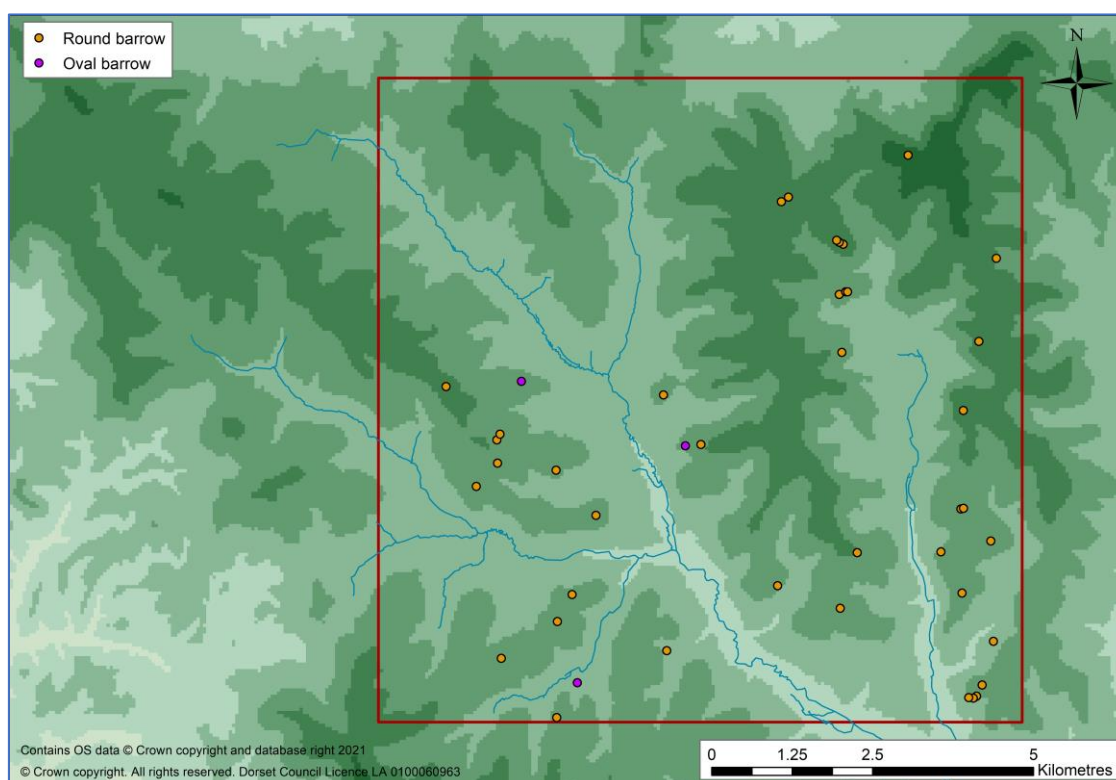 Round barrow
Oval barrow
N
Contains OS data © Crown copyright and database right 2021
© Crown copyright. All rights reserved. Dorset Council Licence LA 0100060963
0 1.25 2.5 5
Kilometres